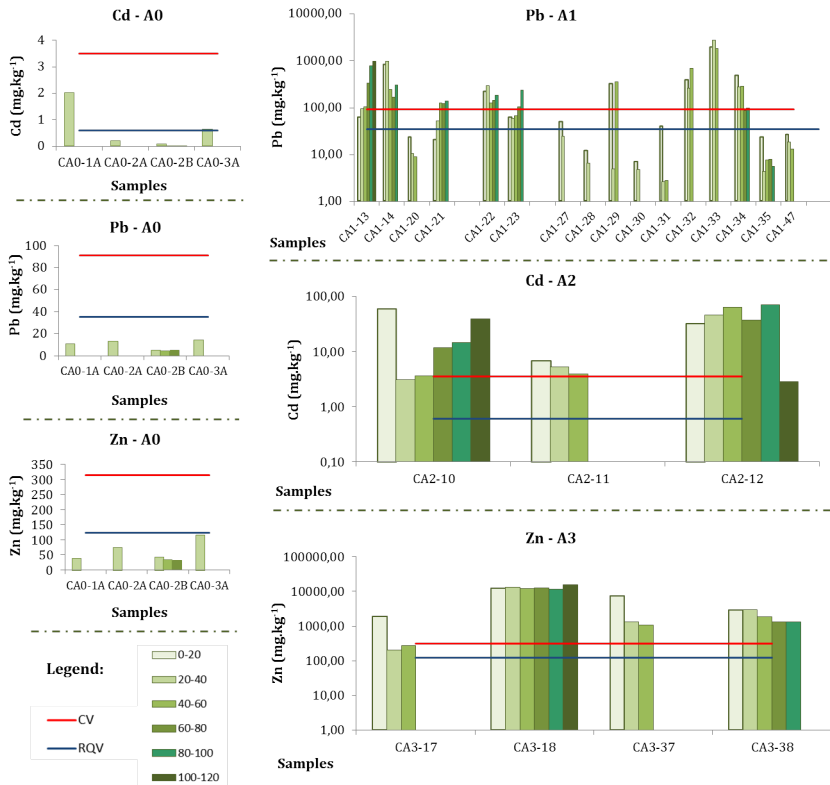 Cd - A0
Cd (mg.kg-1)
4
3
2
1
0
CA0-1A CA0-2A CA0-2B CA0-3A
Samples
Pb - A0
Pb (mg.kg-1)
100
80
60
40
20
0
CA0-1A CA0-2A CA0-2B CA0-3A
Samples
Zn - A0
Zn (mg.kg-1)
350
300
250
200
150
100
50
0
CA0-1A CA0-2A CA0-2B CA0-3A
Samples
Legend:
CV
RQV
0-20
20-40
40-60
60-80
80-100
100-120
Pb - A1
Pb (mg.kg-1)
10000,00
1000,00
100,00
10,00
1,00
CA1-13 CA1-14 CA1-20 CA1-21 CA1-22 CA1-23 CA1-27 CA1-28 CA1-29 CA1-30 CA1-31 CA1-32 CA1-33 CA1-34 CA1-35 CA1-47
Samples
Cd - A2
Cd (mg.kg-1)
100,00
10,00
1,00
0,10
CA2-10 CA2-11 CA2-12
Samples
Zn - A3
Zn (mg.kg-1)
100000,00
10000,00
1000,00
100,00
10,00
1,00
CA3-17 CA3-18 CA3-37 CA3-38
Samples